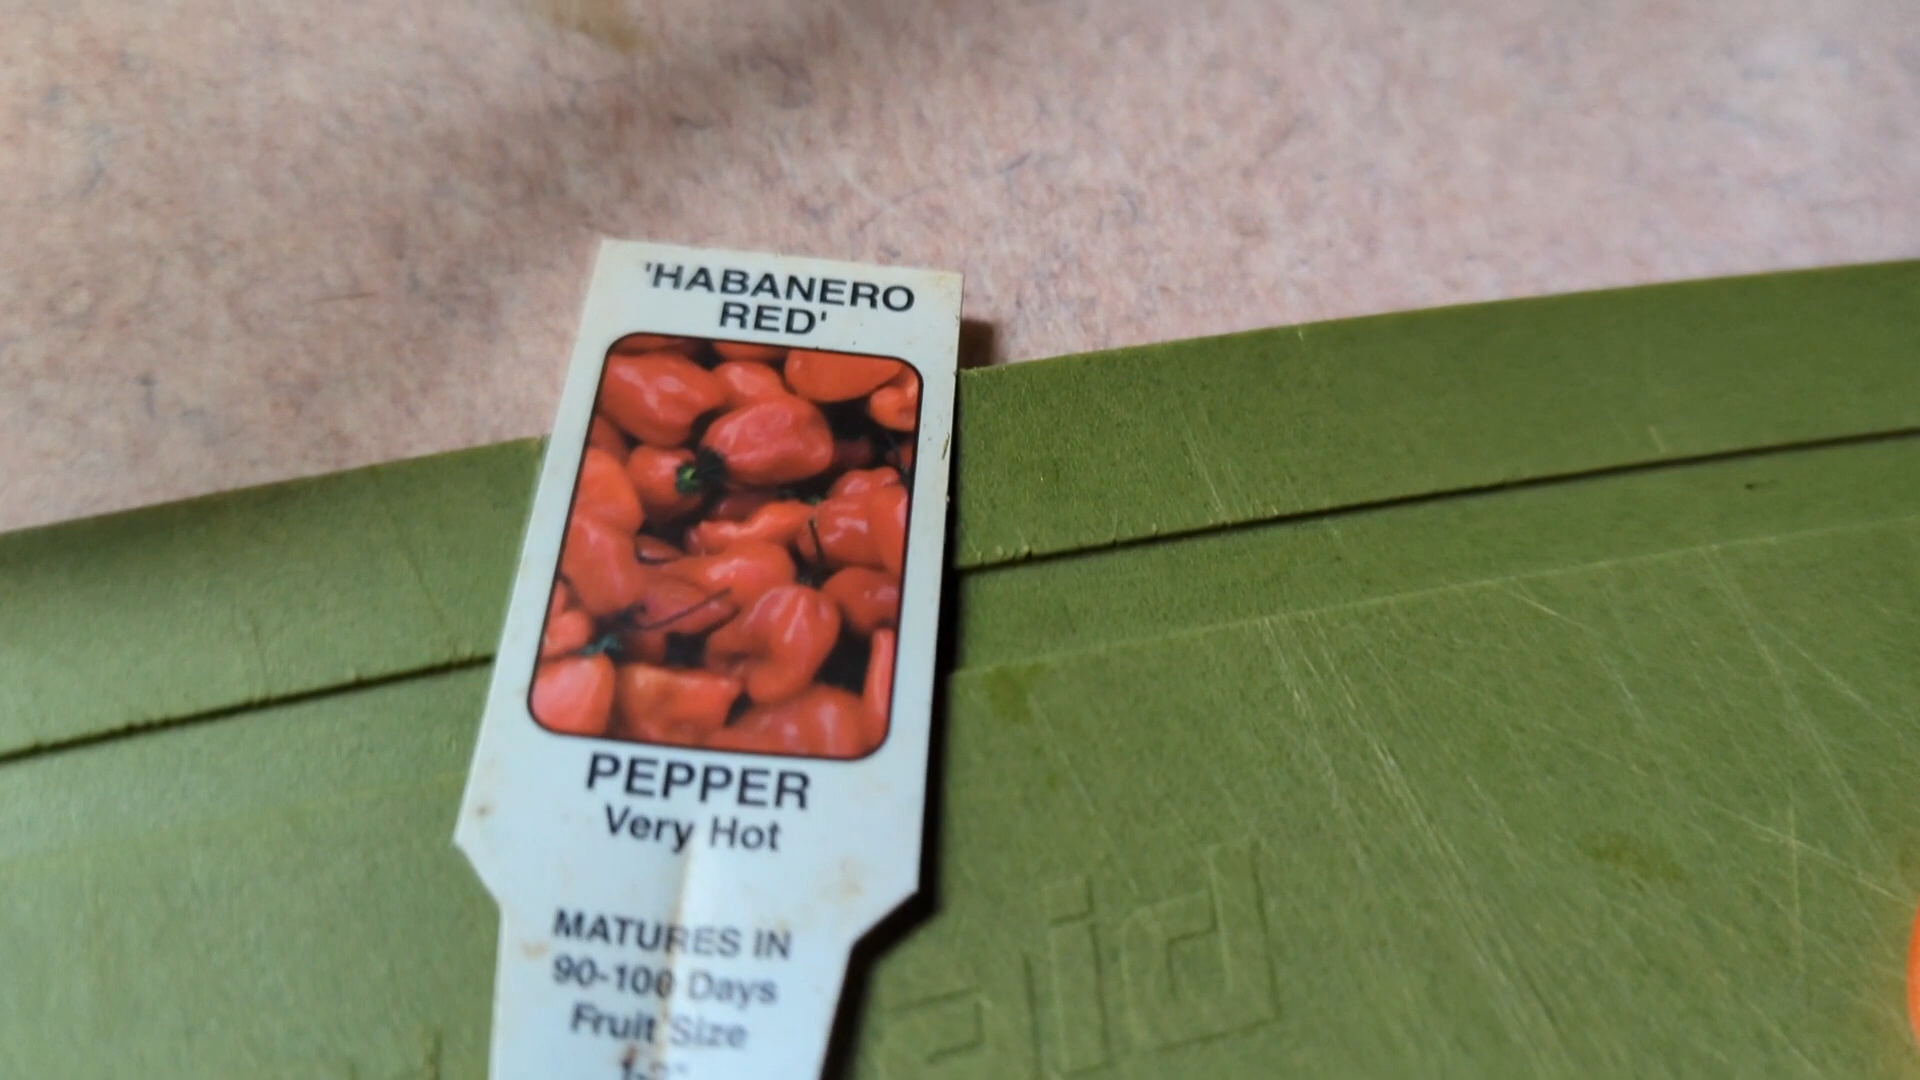 'HABANERO
RED'
PEPPER
Very Hot
MATURES IN
90-100 Days
Fruit Size